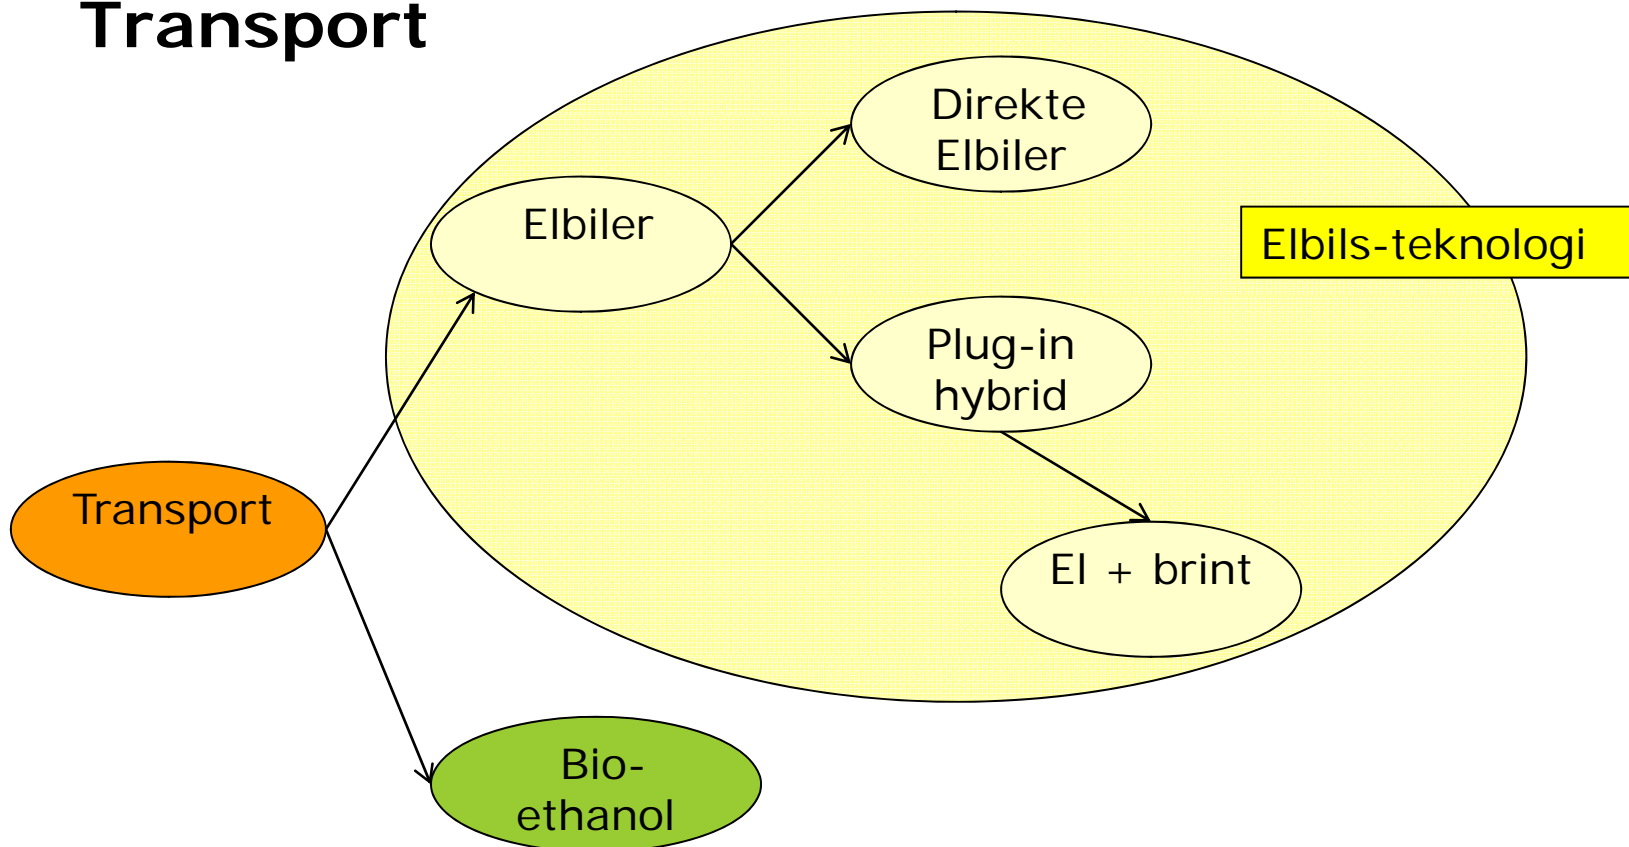 Transport
Direkte
Elbiler
Elbiler
Elbils-teknologi
Plug-in
hybrid
Transport
El + brint
Bio-
ethanol